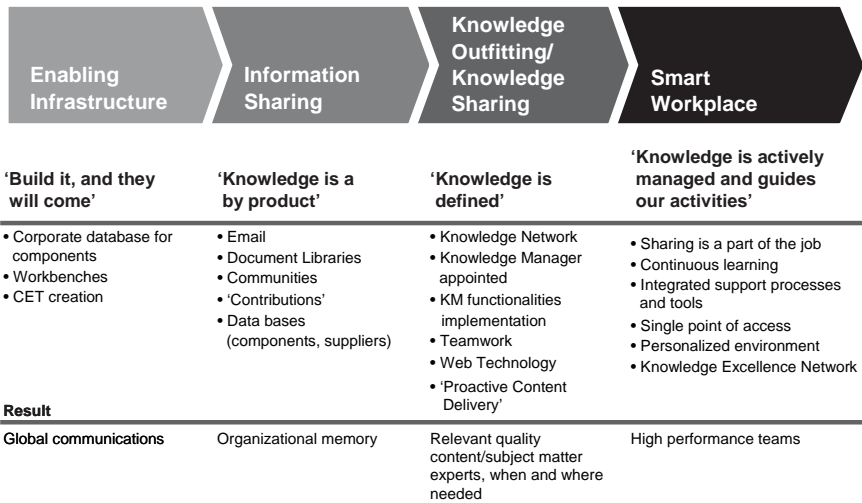 Enabling
Infrastructure
Information
Sharing
Knowledge
Outfitting/
Knowledge
Sharing
Smart
Workplace
‘Build it, and they
will come’
‘Knowledge is a
by product’
‘Knowledge is
defined’
‘Knowledge is actively
managed and guides
our activities’
• Corporate database for
components
• Workbenches
• CET creation
• Email
• Document Libraries
• Communities
• ‘Contributions’
• Data bases
(components, suppliers)
• Knowledge Network
• Knowledge Manager
appointed
• KM functionalities
implementation
• Teamwork
• Web Technology
• ‘Proactive Content
Delivery’
• Sharing is a part of the job
• Continuous learning
• Integrated support processes
and tools
• Single point of access
• Personalized environment
• Knowledge Excellence Network
Result
Global communications
Organizational memory
Relevant quality
content/subject matter
experts, when and where
needed
High performance teams